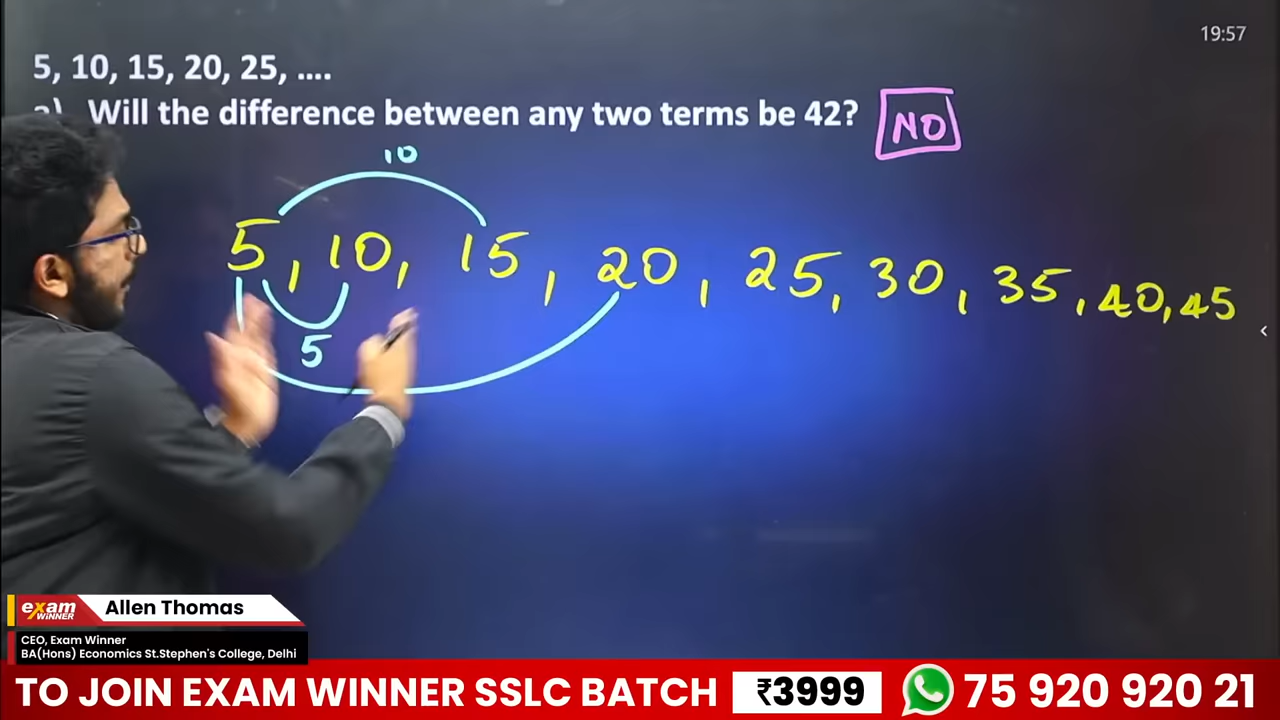 19:57
5, 10, 15, 20, 25, ....
a) Will the difference between any two terms be 42? NO
10
5, 10, 15, 20, 25, 30, 35, 40, 45
5
exam WINNER Allen Thomas
CEO, Exam Winner
BA(Hons) Economics St.Stephen's College, Delhi
TO JOIN EXAM WINNER SSLC BATCH ₹3999 75 920 920 21